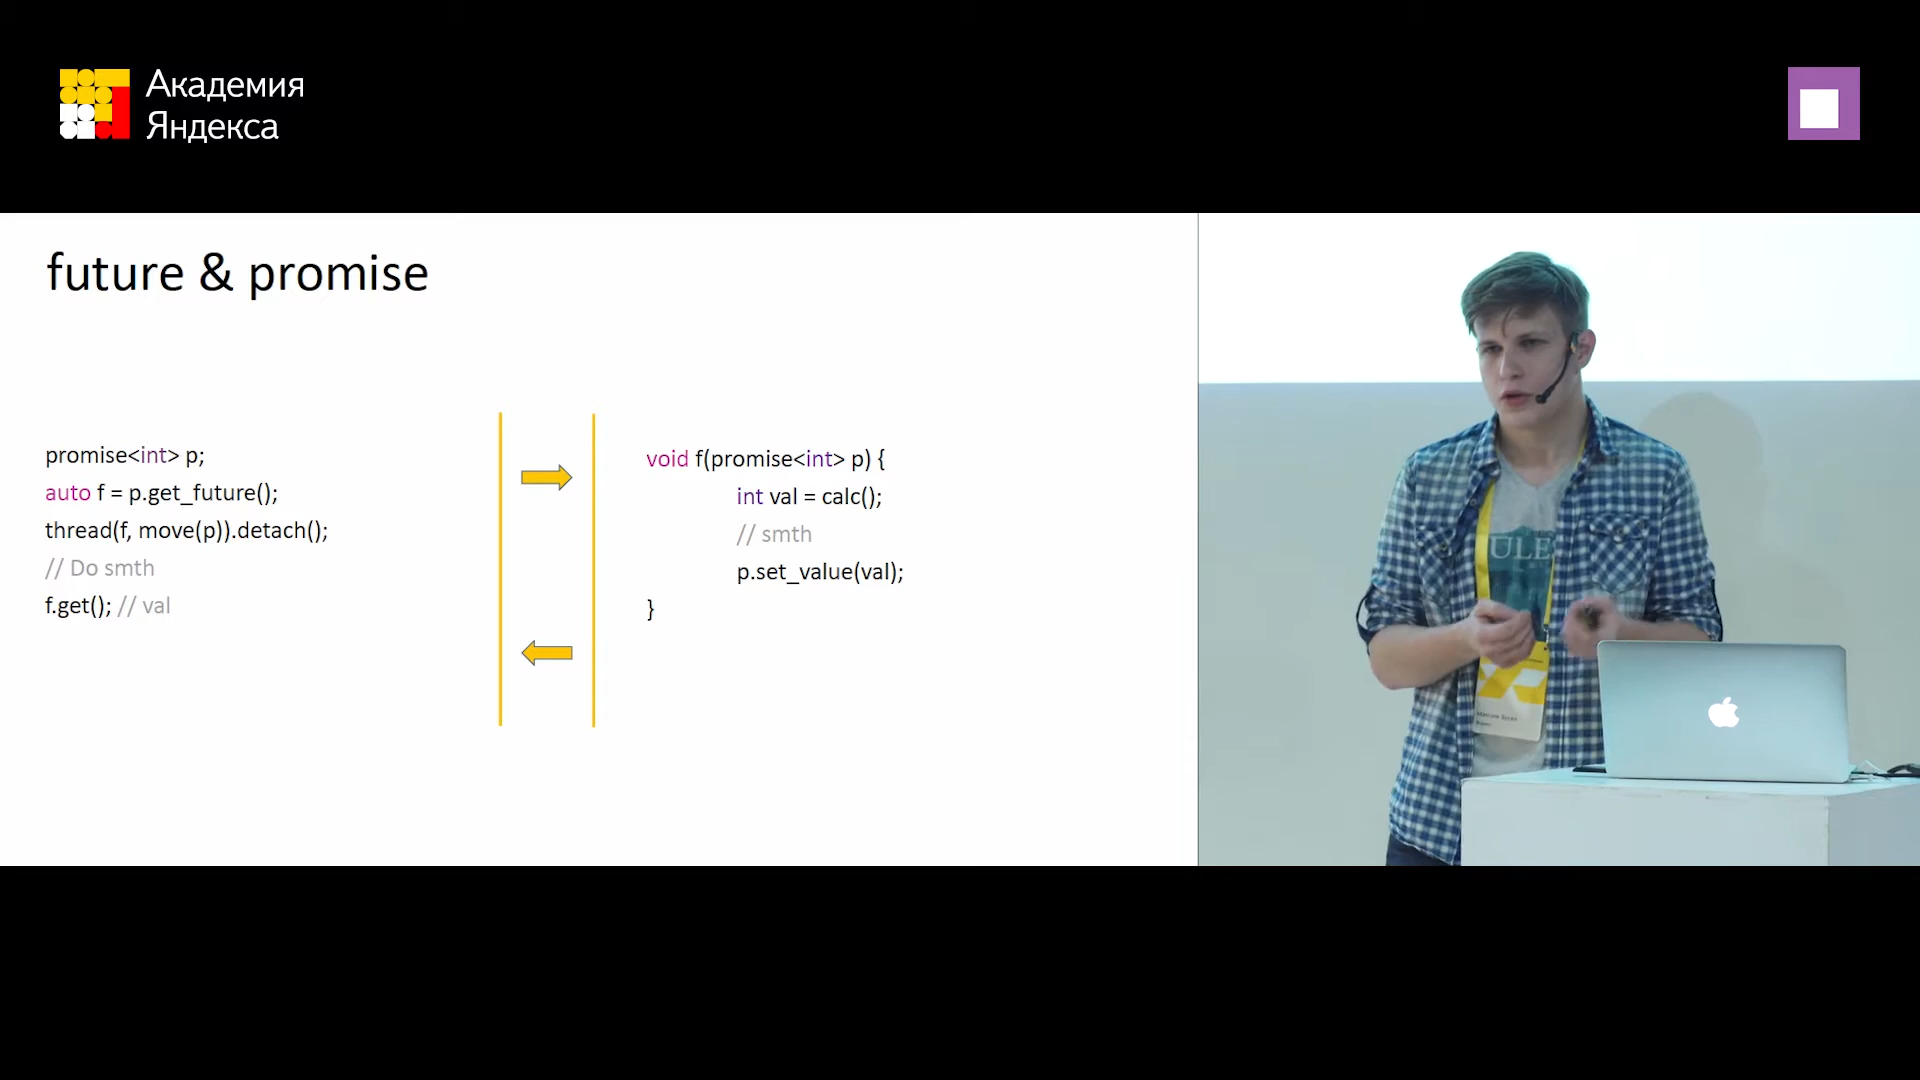 Академия
Яндекса
future & promise
promise<int> p;
auto f = p.get_future();
thread(f, move(p)).detach();
// Do smth
f.get(); // val
void f(promise<int> p) {
int val = calc();
// smth
p.set_value(val);
}
ULE